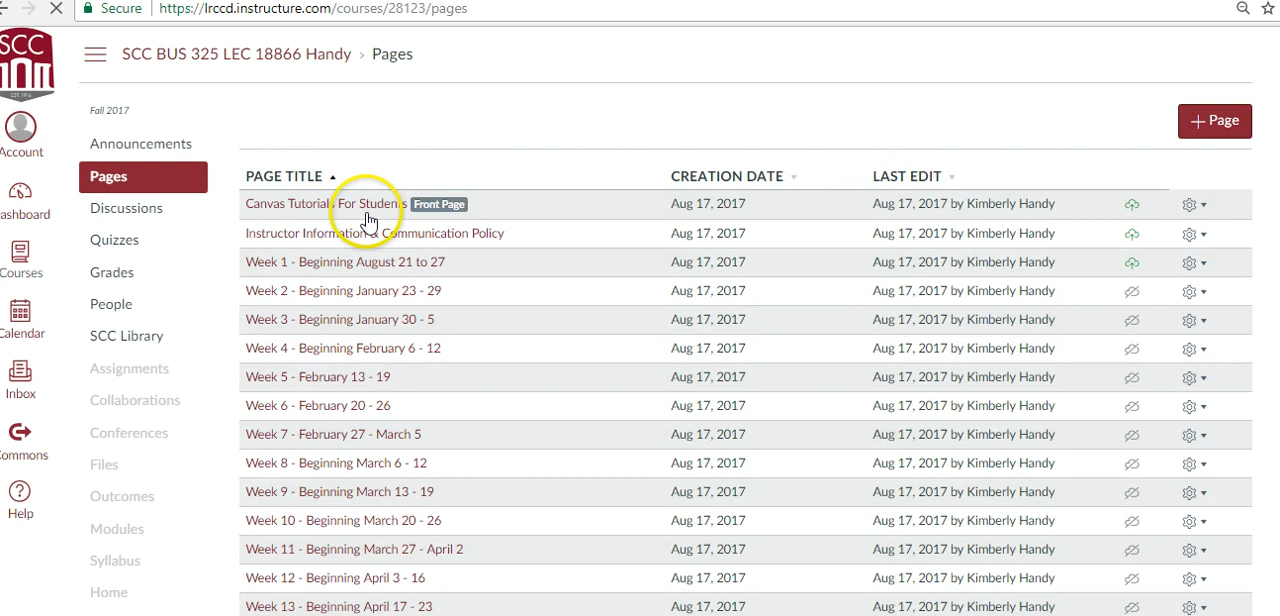 Secure https://lrccd.instructure.com/courses/28123/pages
SCC
EST. 1916
SCC BUS 325 LEC 18866 Handy › Pages
Fall 2017
+ Page
Account
ashboard
Courses
Calendar
Inbox
ommons
Help
Announcements
Pages
Discussions
Quizzes
Grades
People
SCC Library
Assignments
Collaborations
Conferences
Files
Outcomes
Modules
Syllabus
Home
PAGE TITLE CREATION DATE LAST EDIT
Canvas Tutorials For Students Front Page Aug 17, 2017 Aug 17, 2017 by Kimberly Handy
Instructor Information & Communication Policy Aug 17, 2017 Aug 17, 2017 by Kimberly Handy
Week 1 - Beginning August 21 to 27 Aug 17, 2017 Aug 17, 2017 by Kimberly Handy
Week 2 - Beginning January 23 - 29 Aug 17, 2017 Aug 17, 2017 by Kimberly Handy
Week 3 - Beginning January 30 - 5 Aug 17, 2017 Aug 17, 2017 by Kimberly Handy
Week 4 - Beginning February 6 - 12 Aug 17, 2017 Aug 17, 2017 by Kimberly Handy
Week 5 - February 13 - 19 Aug 17, 2017 Aug 17, 2017 by Kimberly Handy
Week 6 - February 20 - 26 Aug 17, 2017 Aug 17, 2017 by Kimberly Handy
Week 7 - February 27 - March 5 Aug 17, 2017 Aug 17, 2017 by Kimberly Handy
Week 8 - Beginning March 6 - 12 Aug 17, 2017 Aug 17, 2017 by Kimberly Handy
Week 9 - Beginning March 13 - 19 Aug 17, 2017 Aug 17, 2017 by Kimberly Handy
Week 10 - Beginning March 20 - 26 Aug 17, 2017 Aug 17, 2017 by Kimberly Handy
Week 11 - Beginning March 27 - April 2 Aug 17, 2017 Aug 17, 2017 by Kimberly Handy
Week 12 - Beginning April 3 - 16 Aug 17, 2017 Aug 17, 2017 by Kimberly Handy
Week 13 - Beginning April 17 - 23 Aug 17, 2017 Aug 17, 2017 by Kimberly Handy